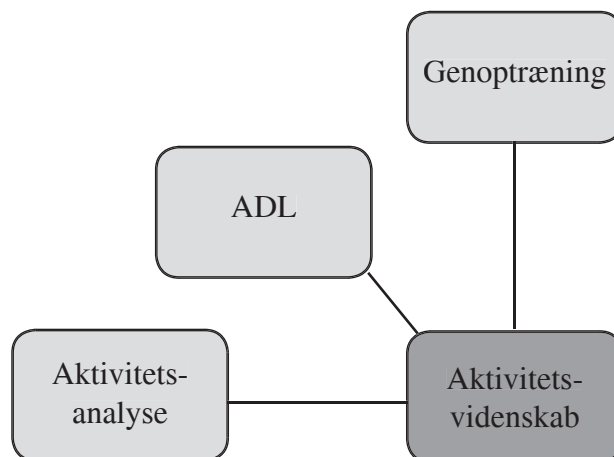 Genoptræning
ADL
Aktivitets-
analyse
Aktivitets-
videnskab